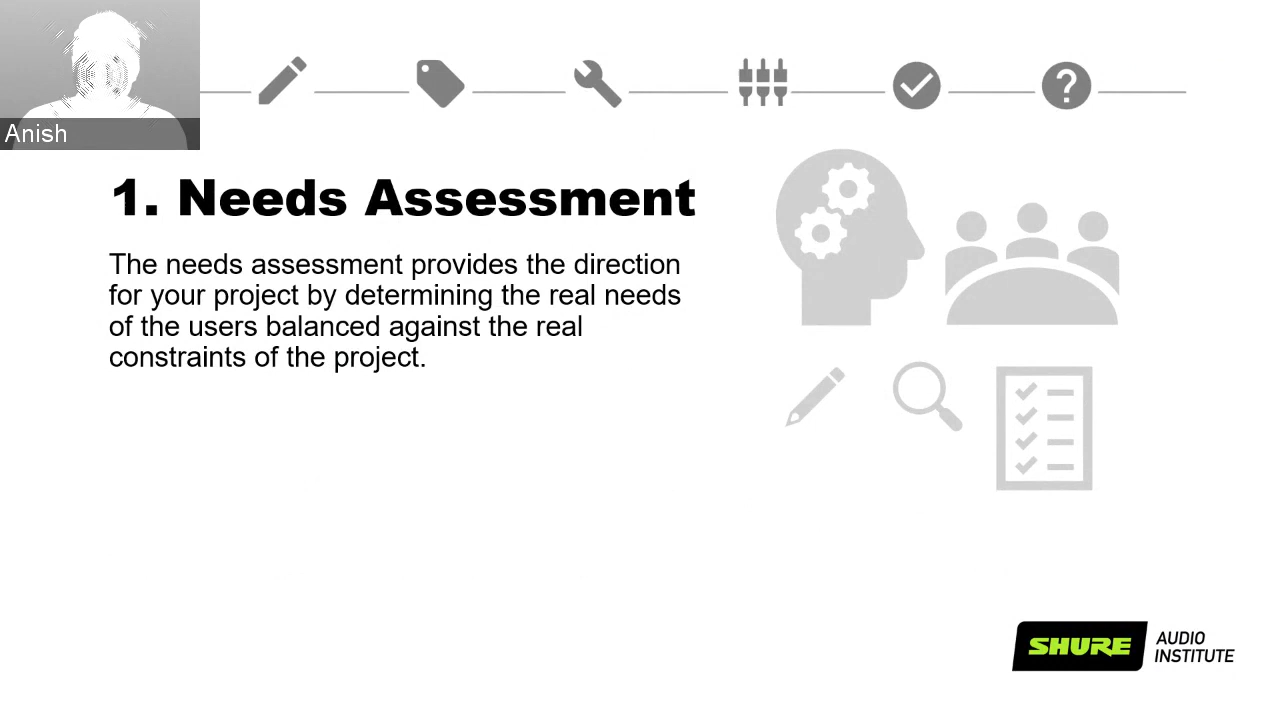 Anish
1. Needs Assessment
The needs assessment provides the direction
for your project by determining the real needs
of the users balanced against the real
constraints of the project.
SHURE
AUDIO
INSTITUTE